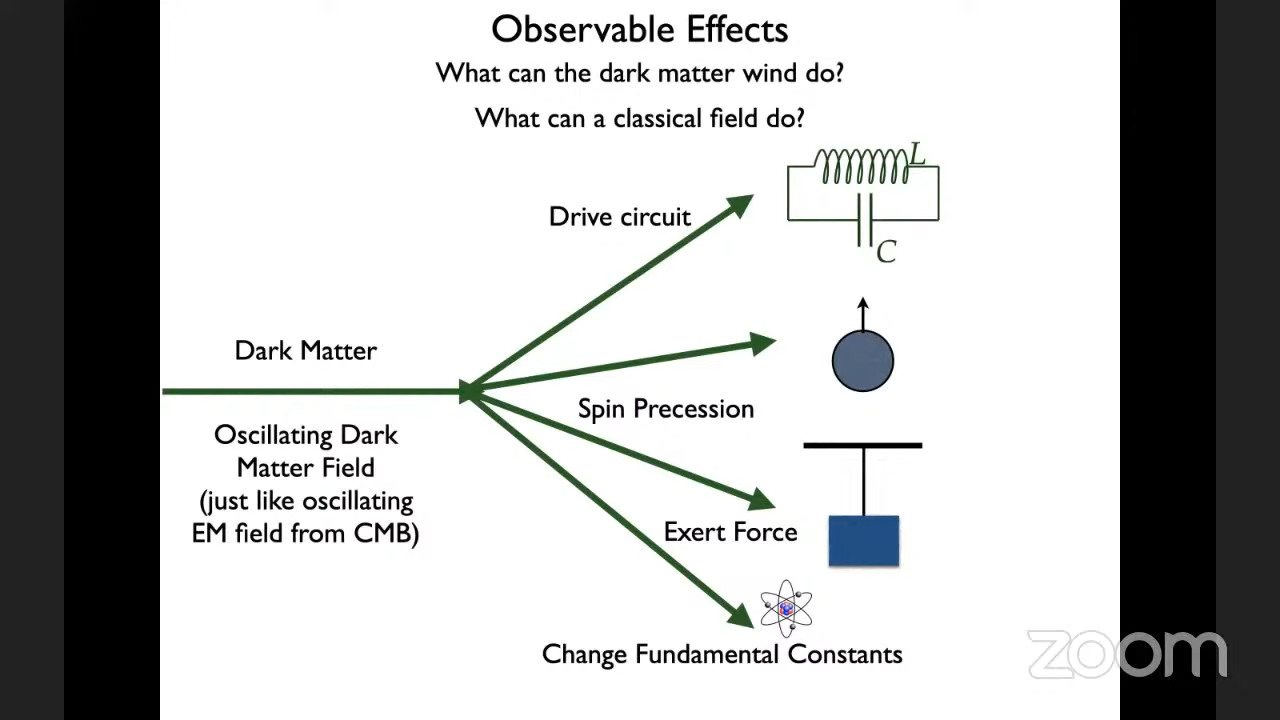 Observable Effects
What can the dark matter wind do?
What can a classical field do?
L
Drive circuit
C
Dark Matter
Spin Precession
Oscillating Dark
Matter Field
(just like oscillating
EM field from CMB)
Exert Force
Change Fundamental Constants
zoom